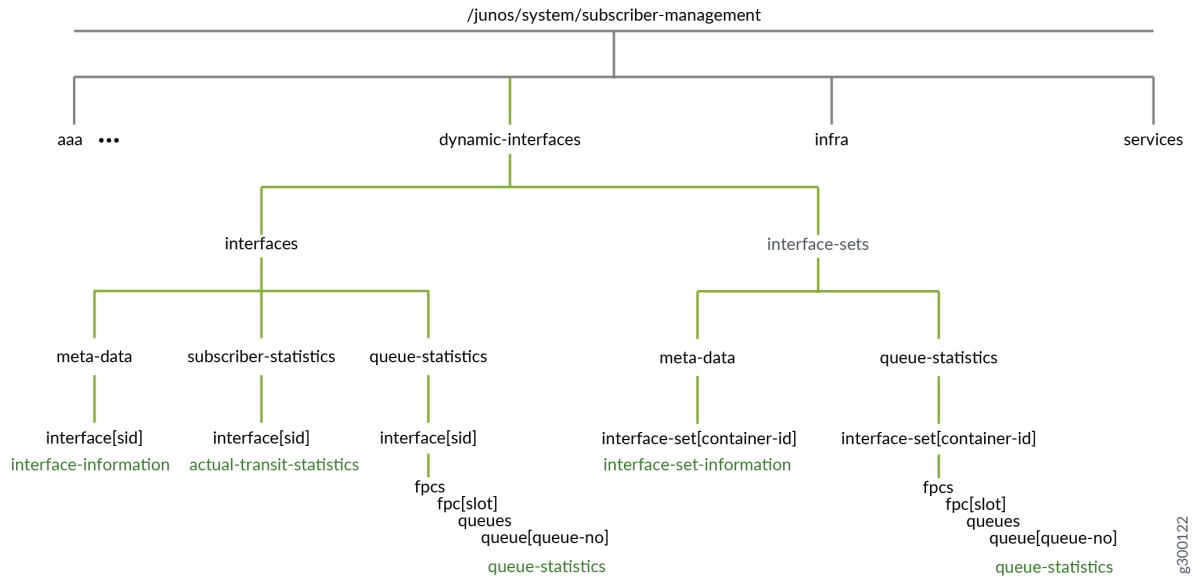 /junos/system/subscriber-management
aaa ••• dynamic-interfaces infra services
interfaces interface-sets
meta-data subscriber-statistics queue-statistics meta-data queue-statistics
interface[sid] interface[sid] interface[sid] interface-set[container-id] interface-set[container-id]
interface-information actual-transit-statistics interface-set-information
fpcs fpcs
fpc[slot] fpc[slot]
queues queues
queue[queue-no] queue[queue-no]
queue-statistics queue-statistics
g300122